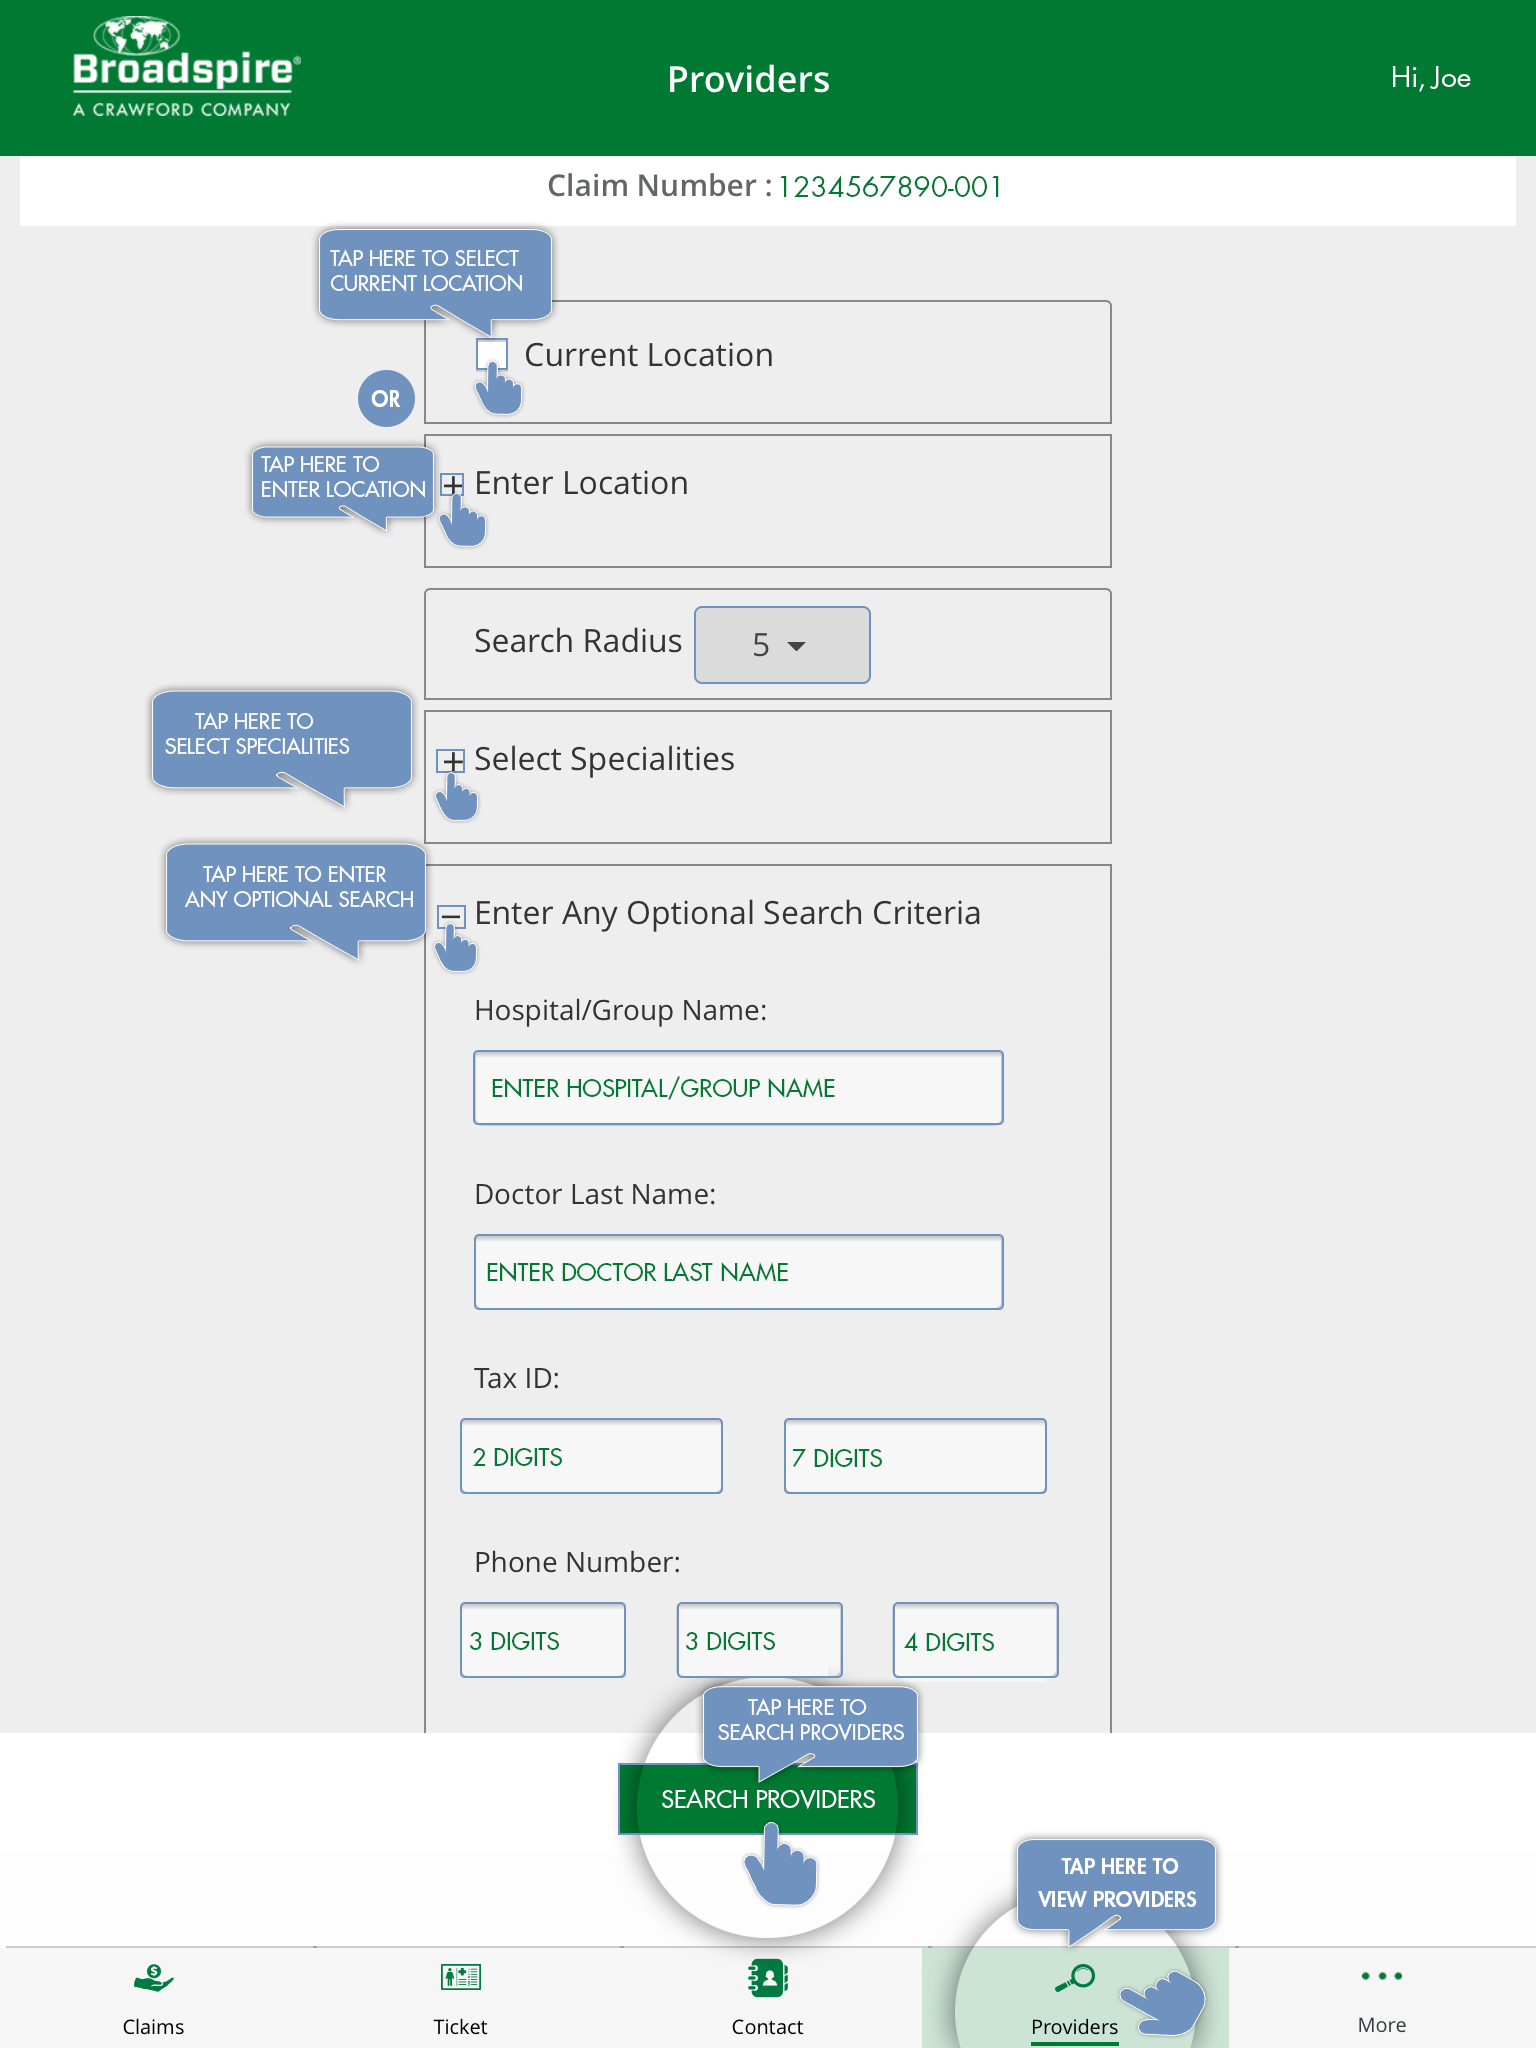 Broadspire®
A CRAWFORD COMPANY
Providers
Hi, Joe
Claim Number : 1234567890-001
TAP HERE TO SELECT
CURRENT LOCATION
Current Location
OR
TAP HERE TO
ENTER LOCATION
Enter Location
Search Radius 5
TAP HERE TO
SELECT SPECIALITIES
Select Specialities
TAP HERE TO ENTER
ANY OPTIONAL SEARCH
Enter Any Optional Search Criteria
Hospital/Group Name:
ENTER HOSPITAL/GROUP NAME
Doctor Last Name:
ENTER DOCTOR LAST NAME
Tax ID:
2 DIGITS 7 DIGITS
Phone Number:
3 DIGITS 3 DIGITS 4 DIGITS
TAP HERE TO
SEARCH PROVIDERS
SEARCH PROVIDERS
TAP HERE TO
VIEW PROVIDERS
Claims Ticket Contact Providers More